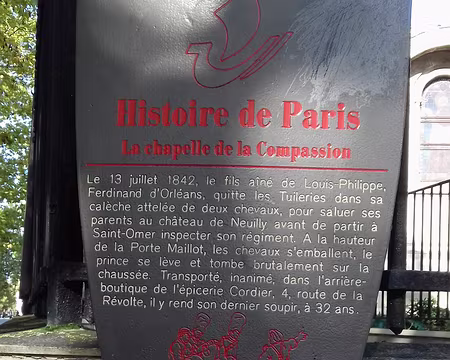 Histoire de Paris
La chapelle de la Compassion
Le 13 juillet 1842, le fils aîné de Louis-Philippe,
Ferdinand d'Orléans, quitte les Tuileries dans sa
calèche attelée de deux chevaux, pour saluer ses
parents au château de Neuilly avant de partir à
Saint-Omer inspecter son régiment. A la hauteur
de la Porte Maillot, les chevaux s'emballent, le
prince se lève et tombe brutalement sur la
chaussée. Transporté, inanimé, dans l'arrière-
boutique de l'épicerie Cordier, 4, route de la
Révolte, il y rend son dernier soupir, à 32 ans.